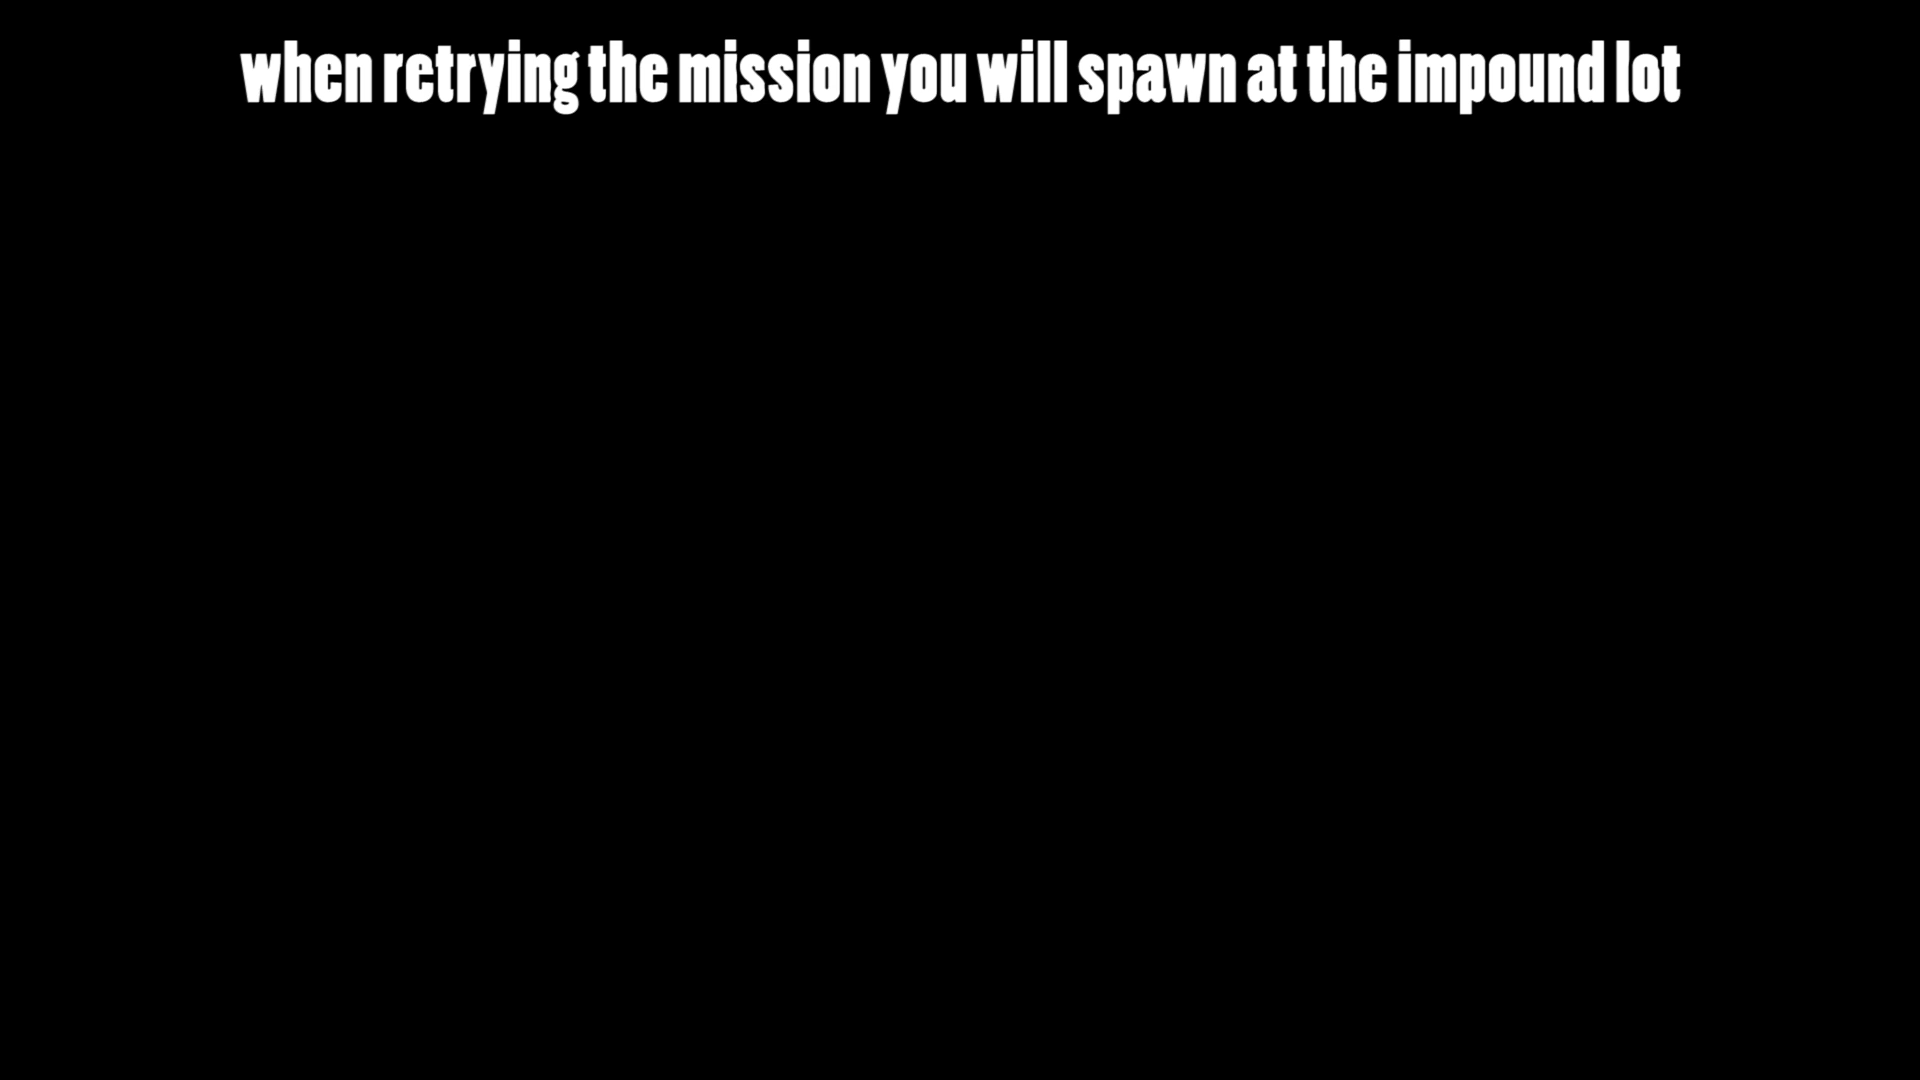 when retrying the mission you will spawn at the impound lot